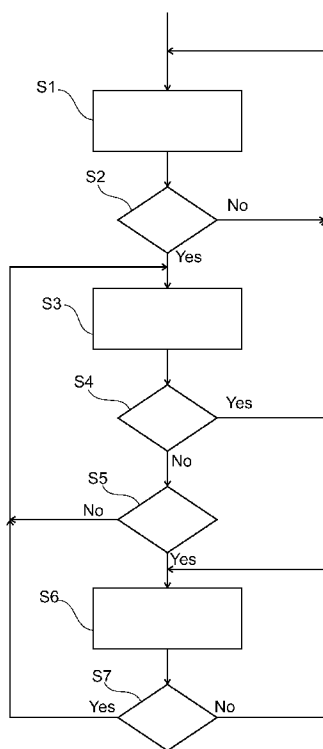 S1
S2
No
Yes
S3
S4
Yes
No
S5
No
Yes
S6
S7
Yes
No